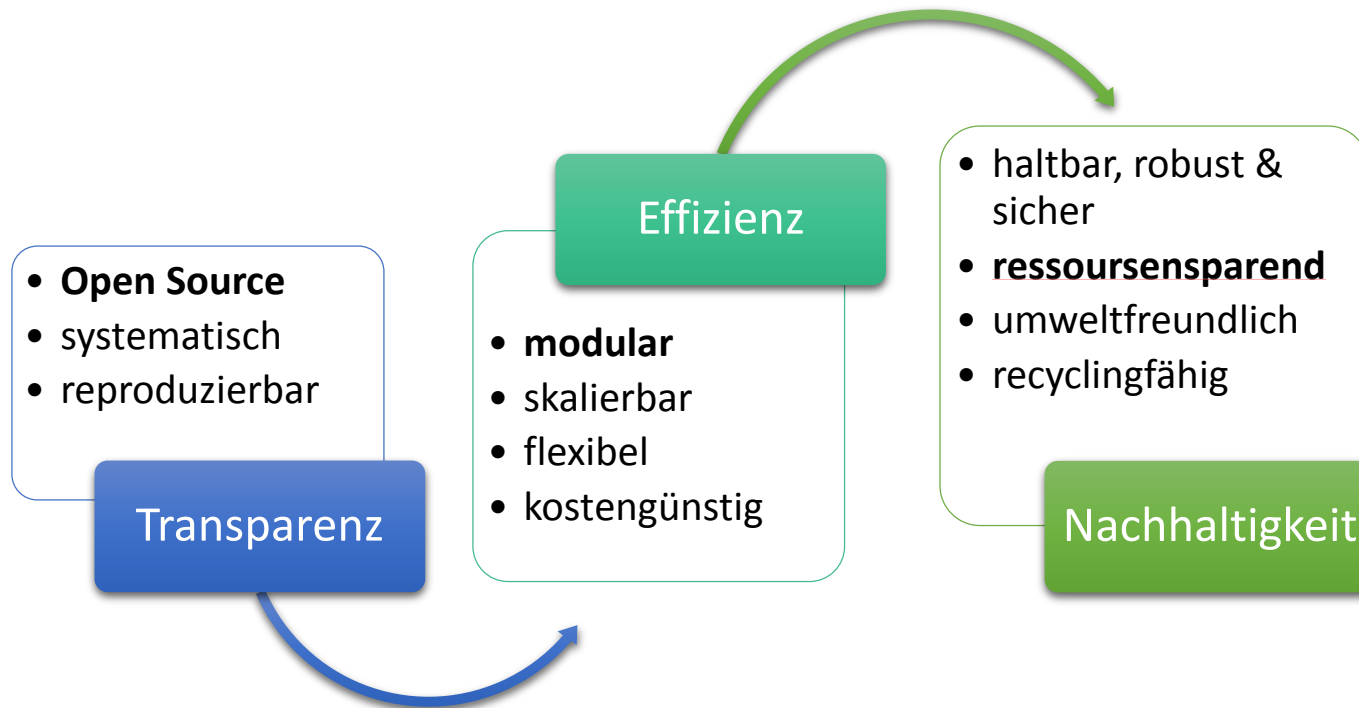 • Open Source
• systematisch
• reproduzierbar
Transparenz
Effizienz
• modular
• skalierbar
• flexibel
• kostengünstig
• haltbar, robust &
sicher
• ressoursensparend
• umweltfreundlich
• recyclingfähig
Nachhaltigkeit